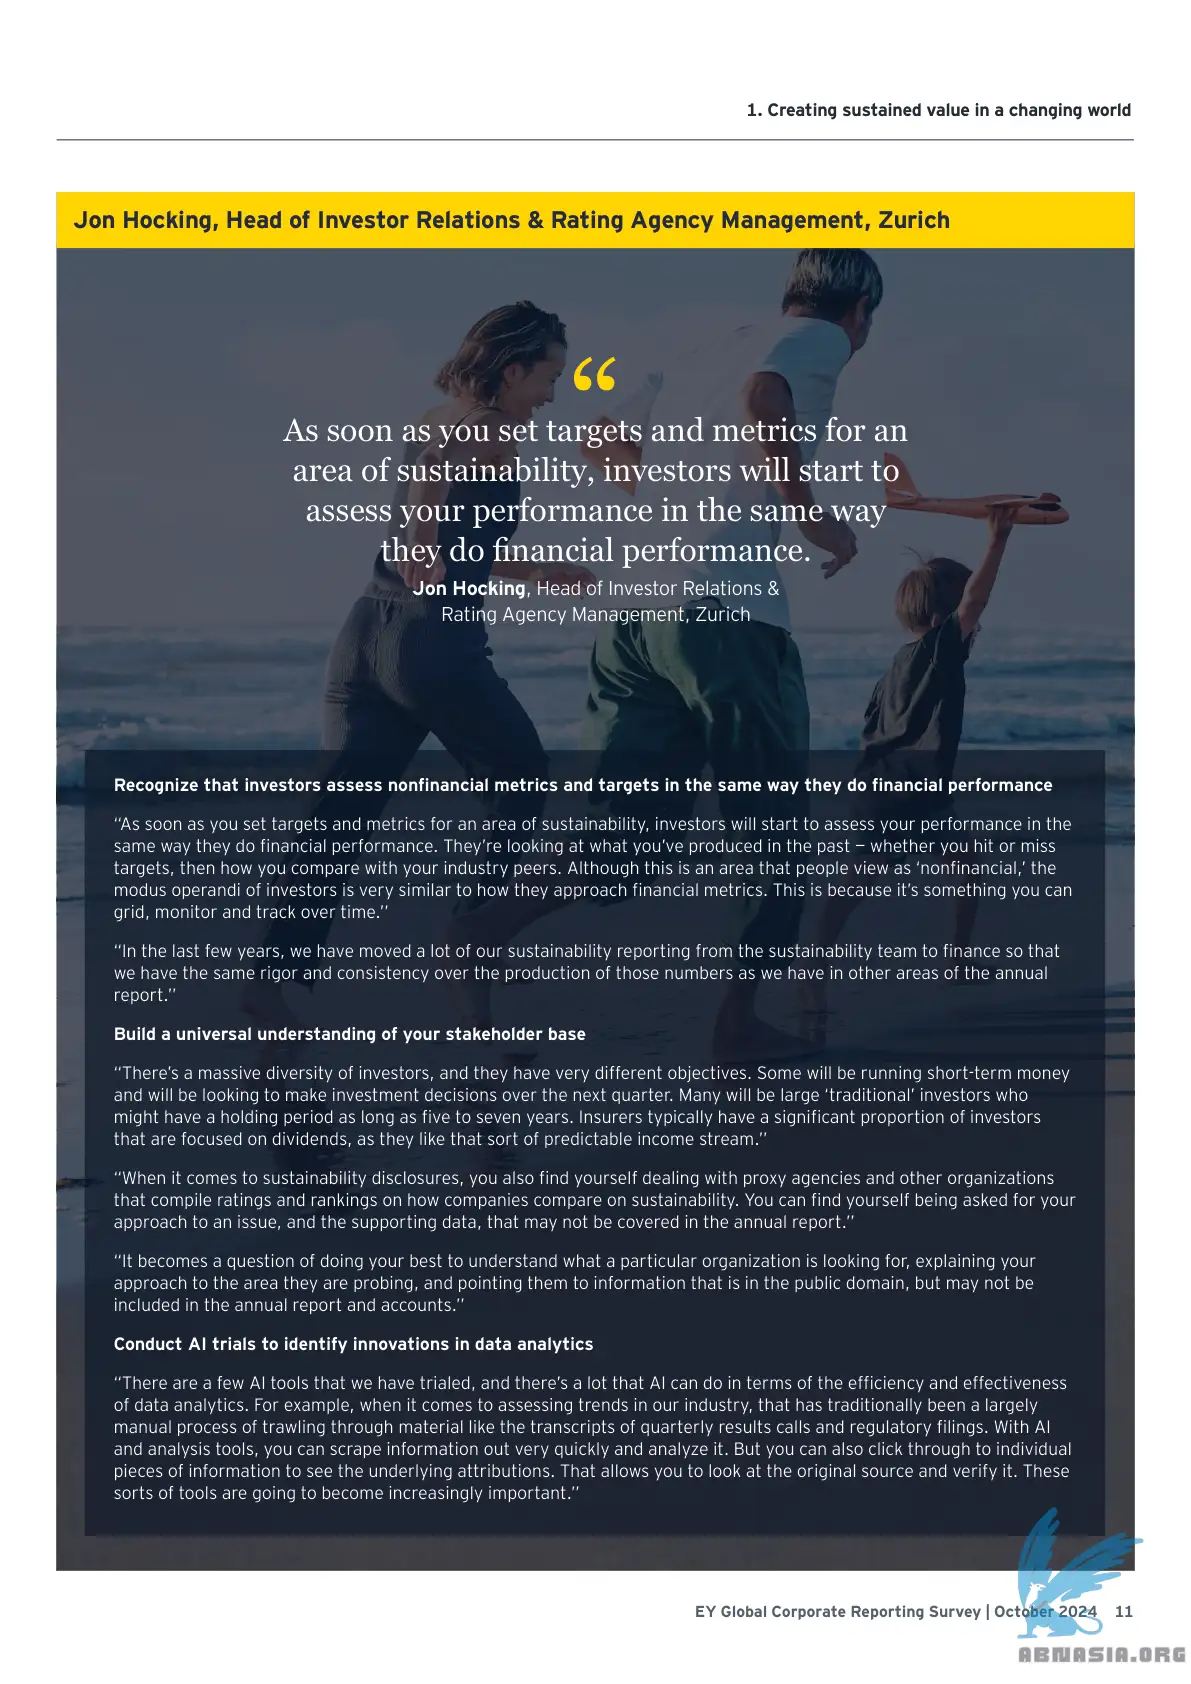 1. Creating sustained value in a changing world
Jon Hocking, Head of Investor Relations & Rating Agency Management, Zurich
“
As soon as you set targets and metrics for an
area of sustainability, investors will start to
assess your performance in the same way
they do financial performance.
Jon Hocking, Head of Investor Relations &
Rating Agency Management, Zurich
Recognize that investors assess nonfinancial metrics and targets in the same way they do financial performance
“As soon as you set targets and metrics for an area of sustainability, investors will start to assess your performance in the
same way they do financial performance. They’re looking at what you’ve produced in the past – whether you hit or miss
targets, then how you compare with your industry peers. Although this is an area that people view as ‘nonfinancial,’ the
modus operandi of investors is very similar to how they approach financial metrics. This is because it’s something you can
grid, monitor and track over time.”
“In the last few years, we have moved a lot of our sustainability reporting from the sustainability team to finance so that
we have the same rigor and consistency over the production of those numbers as we have in other areas of the annual
report.”
Build a universal understanding of your stakeholder base
“There’s a massive diversity of investors, and they have very different objectives. Some will be running short-term money
and will be looking to make investment decisions over the next quarter. Many will be large ‘traditional’ investors who
might have a holding period as long as five to seven years. Insurers typically have a significant proportion of investors
that are focused on dividends, as they like that sort of predictable income stream.”
“When it comes to sustainability disclosures, you also find yourself dealing with proxy agencies and other organizations
that compile ratings and rankings on how companies compare on sustainability. You can find yourself being asked for your
approach to an issue, and the supporting data, that may not be covered in the annual report.”
“It becomes a question of doing your best to understand what a particular organization is looking for, explaining your
approach to the area they are probing, and pointing them to information that is in the public domain, but may not be
included in the annual report and accounts.”
Conduct AI trials to identify innovations in data analytics
“There are a few AI tools that we have trialed, and there’s a lot that AI can do in terms of the efficiency and effectiveness
of data analytics. For example, when it comes to assessing trends in our industry, that has traditionally been a largely
manual process of trawling through material like the transcripts of quarterly results calls and regulatory filings. With AI
and analysis tools, you can scrape information out very quickly and analyze it. But you can also click through to individual
pieces of information to see the underlying attributions. That allows you to look at the original source and verify it. These
sorts of tools are going to become increasingly important.”
EY Global Corporate Reporting Survey | October 2024 11
ABNASIA.ORG